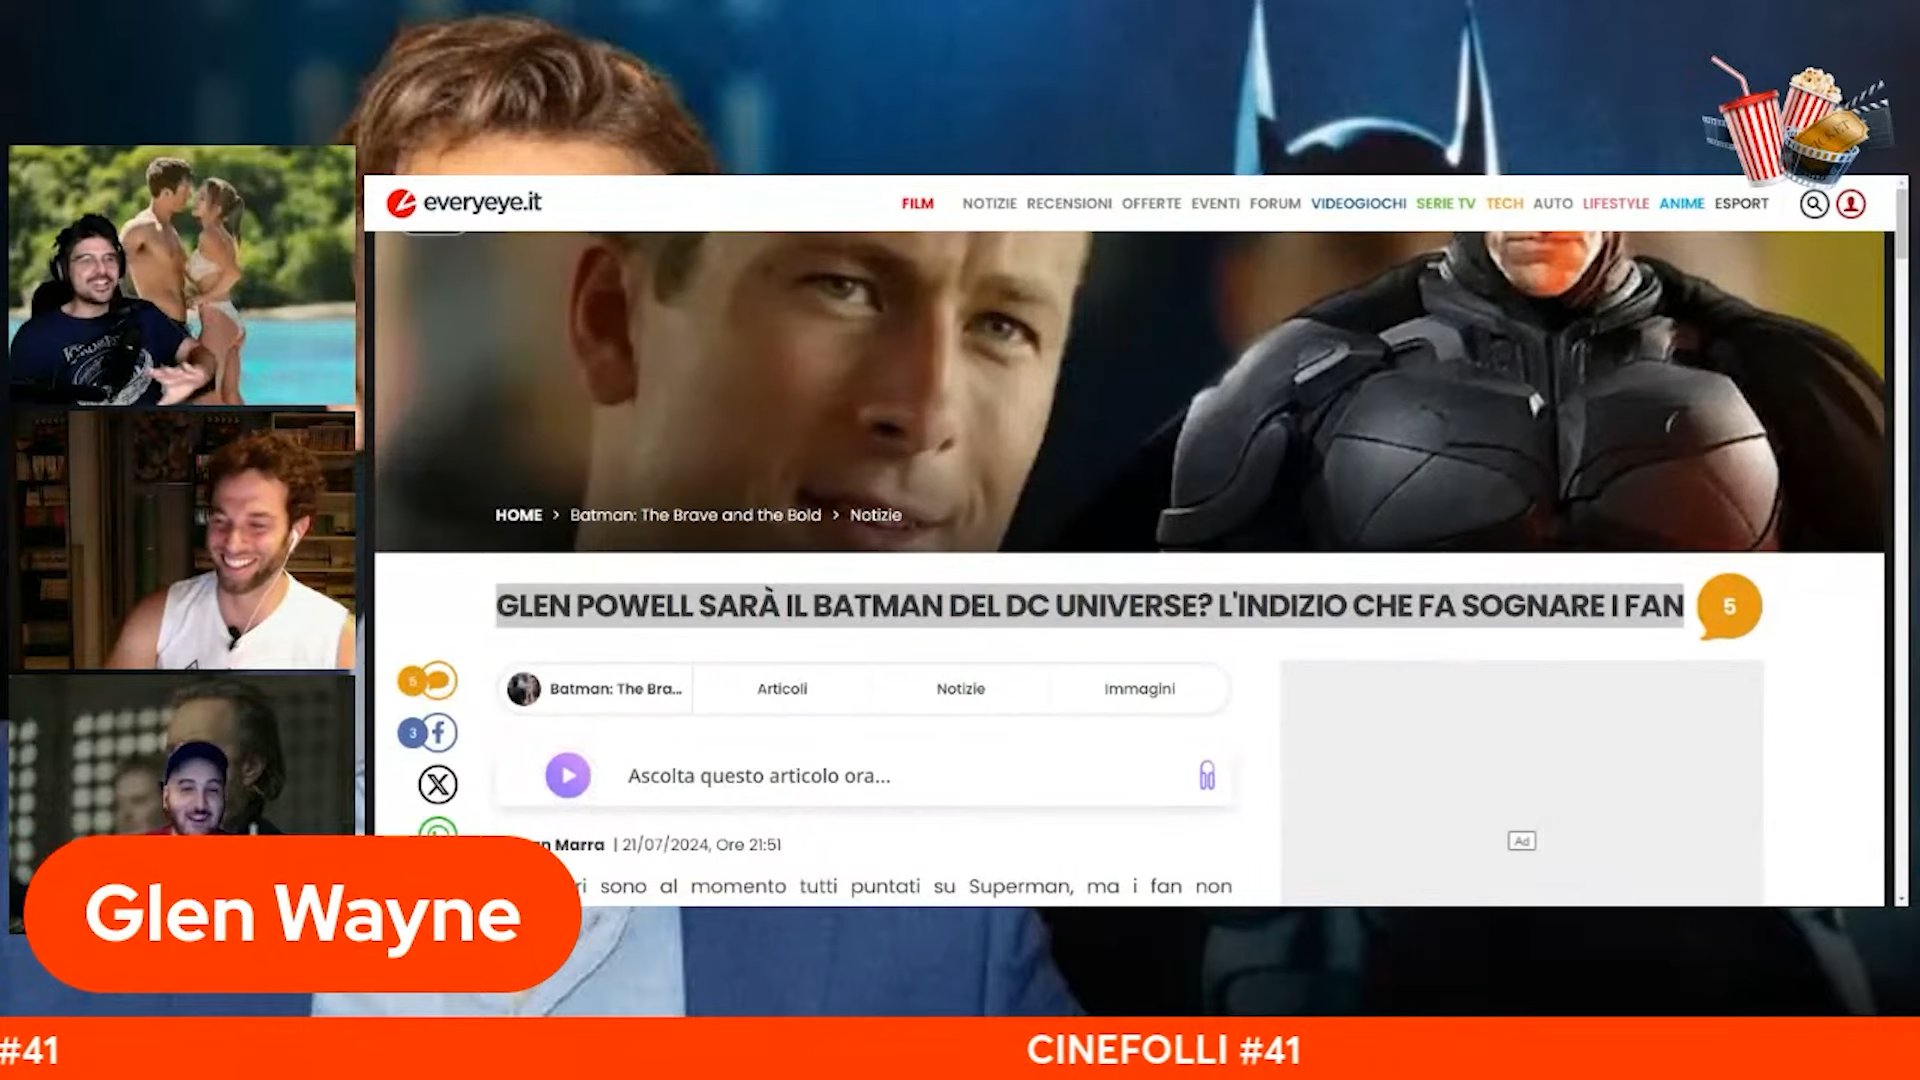 everyeye.it
FILM NOTIZIE RECENSIONI OFFERTE EVENTI FORUM VIDEOGIOCHI SERIE TV TECH AUTO LIFESTYLE ANIME ESPORT
HOME > Batman: The Brave and the Bold > Notizie
GLEN POWELL SARÀ IL BATMAN DEL DC UNIVERSE? L'INDIZIO CHE FA SOGNARE I FAN
5
Batman: The Bra... Articoli Notizie Immagini
5
3
Ascolta questo articolo ora...
Marra | 21/07/2024, Ore 21:51
sono al momento tutti puntati su Superman, ma i fan non
Ad
Glen Wayne
#41 CINEFOLLI #41